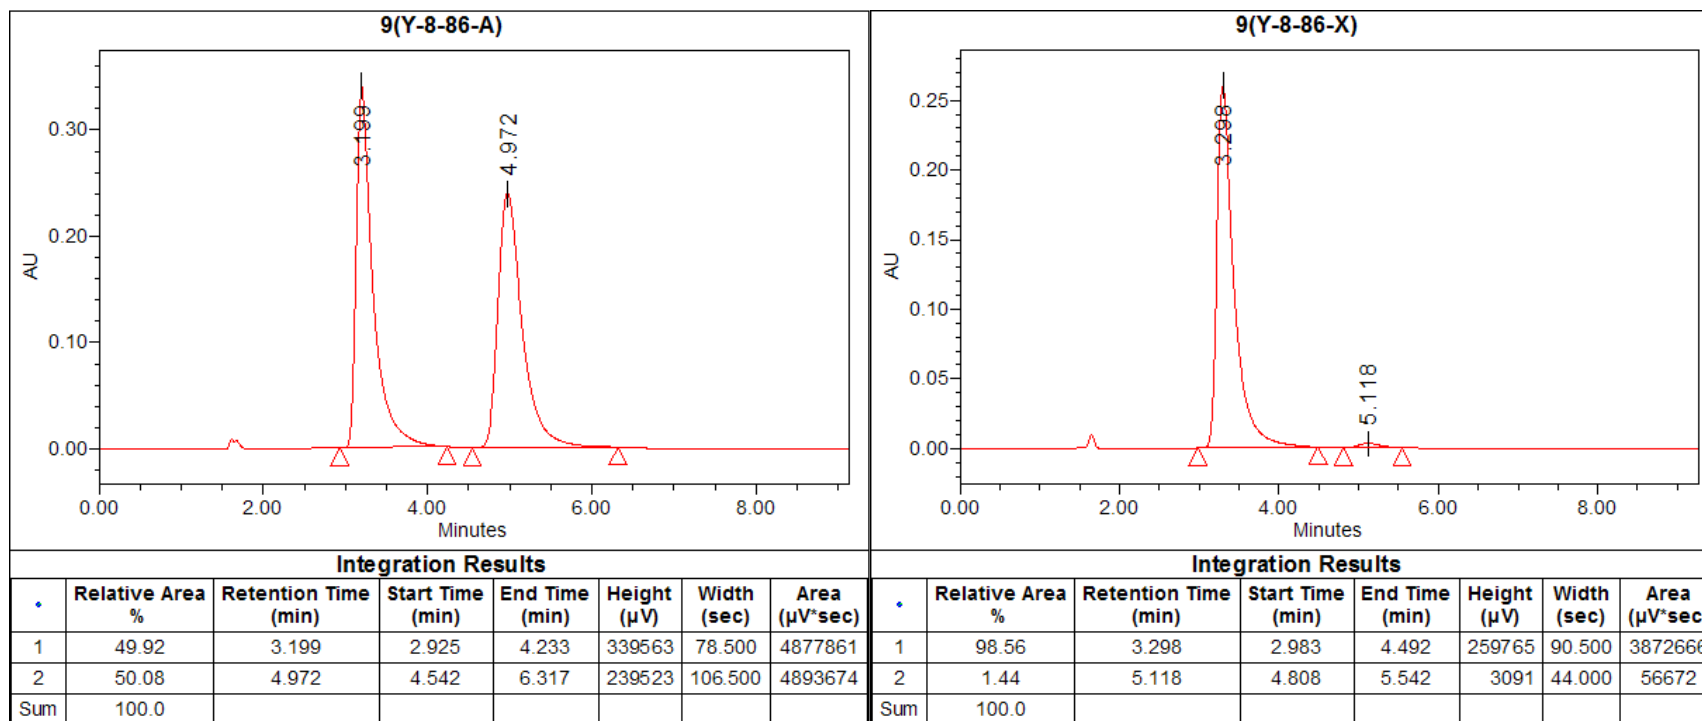 9(Y-8-86-A)
AU
0.30
0.20
0.10
0.00
3.199
4.972
0.00 2.00 4.00 6.00 8.00
Minutes
Integration Results
Relative Area % Retention Time (min) Start Time (min) End Time (min) Height (µV) Width (sec) Area (µV*sec)
1 49.92 3.199 2.925 4.233 339563 78.500 4877861
2 50.08 4.972 4.542 6.317 239523 106.500 4893674
Sum 100.0
9(Y-8-86-X)
AU
0.25
0.20
0.15
0.10
0.05
0.00
3.298
5.118
0.00 2.00 4.00 6.00 8.00
Minutes
Integration Results
Relative Area % Retention Time (min) Start Time (min) End Time (min) Height (µV) Width (sec) Area (µV*sec
1 98.56 3.298 2.983 4.492 259765 90.500 3872666
2 1.44 5.118 4.808 5.542 3091 44.000 56672
Sum 100.0